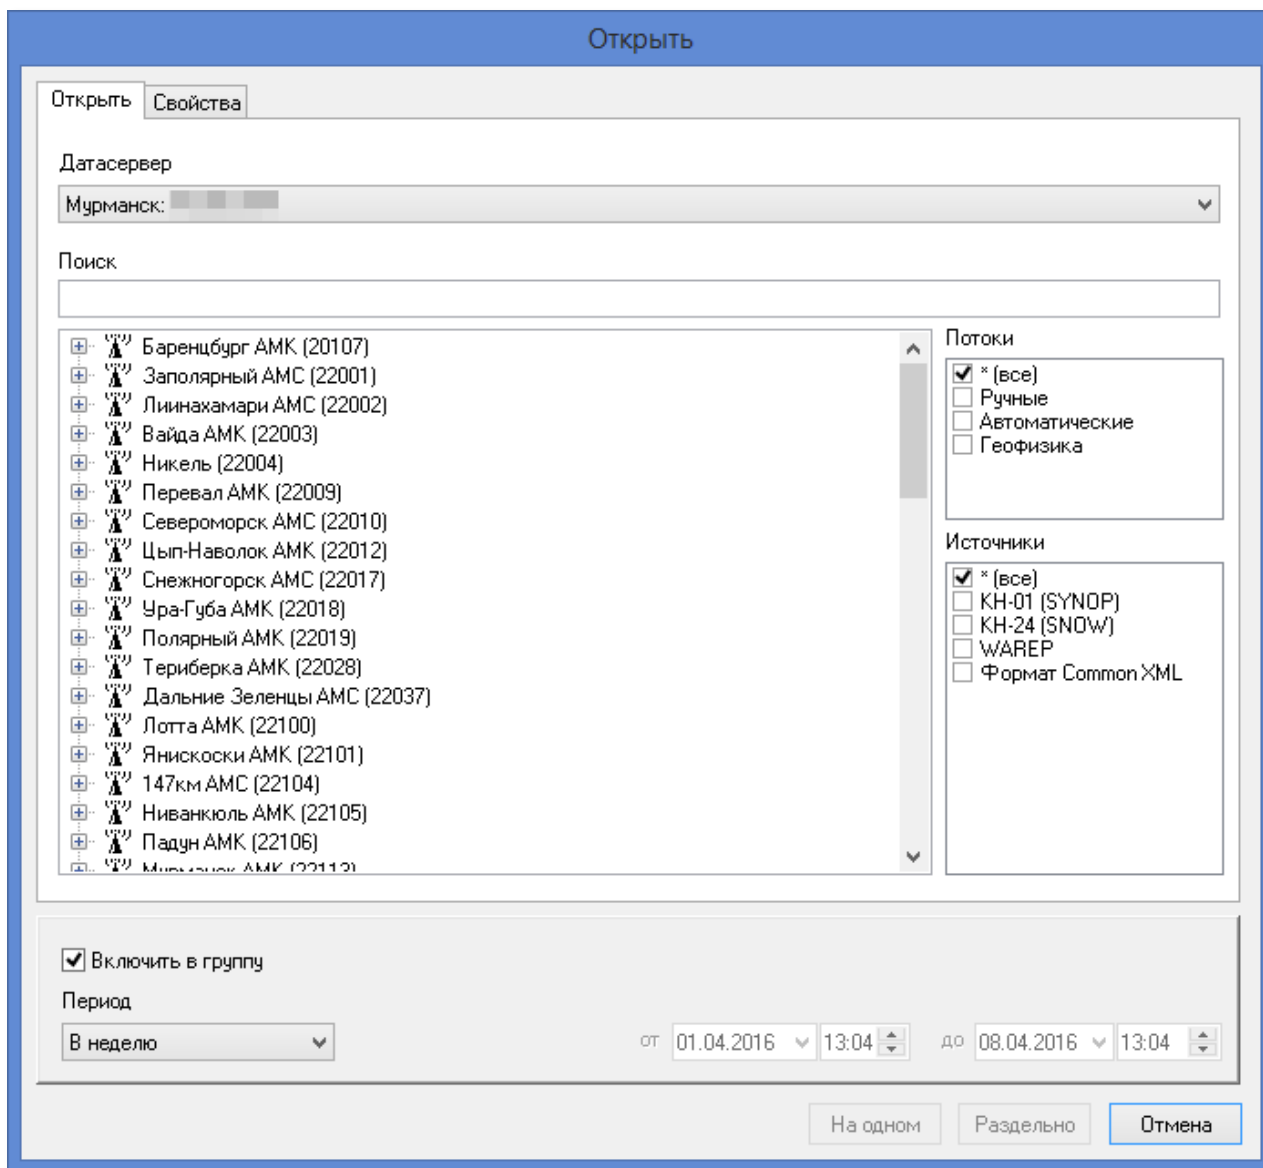 Открыть
Открыть Свойства
Датасервер
Мурманск:
Поиск
Баренцбург АМК (20107)
Заполярный АМС (22001)
Лиинахамари АМС (22002)
Вайда АМК (22003)
Никель (22004)
Перевал АМК (22009)
Североморск АМС (22010)
Цып-Наволок АМК (22012)
Снежногорск АМС (22017)
Ура-Губа АМК (22018)
Полярный АМК (22019)
Териберка АМК (22028)
Дальние Зеленцы АМС (22037)
Лотта АМК (22100)
Янискоски АМК (22101)
147км АМС (22104)
Ниванкюль АМК (22105)
Падун АМК (22106)
Мурманск АМК (22113)
Потоки
* (все)
Ручные
Автоматические
Геофизика
Источники
* (все)
КН-01 (SYNOP)
КН-24 (SNOW)
WAREP
Формат Common XML
Включить в группу
Период
В неделю от 01.04.2016 13:04 до 08.04.2016 13:04
На одном Раздельно Отмена